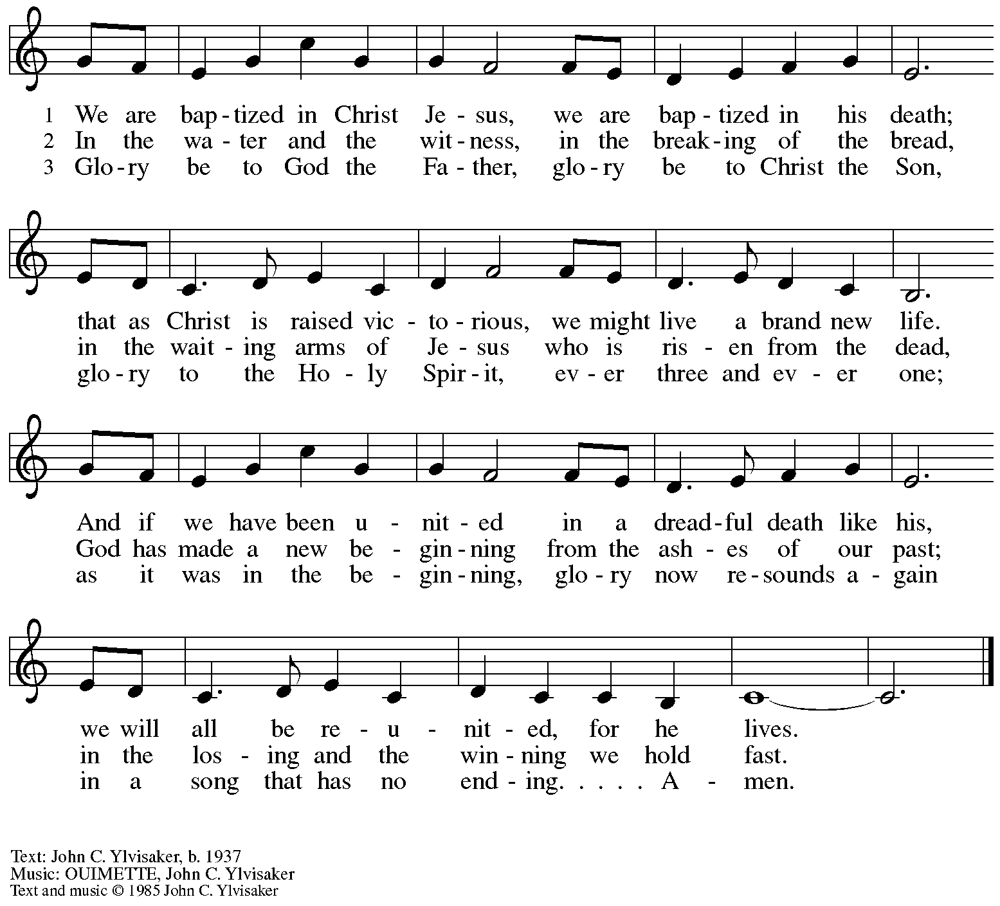 1 We are bap - tized in Christ Je - sus, we are bap - tized in his death;
2 In the wa - ter and the wit - ness, in the break - ing of the bread,
3 Glo - ry be to God the Fa - ther, glo - ry be to Christ the Son,
that as Christ is raised vic - to - rious, we might live a brand new life.
in the wait - ing arms of Je - sus who is ris - en from the dead,
glo - ry to the Ho - ly Spir - it, ev - er three and ev - er one;
And if we have been u - nit - ed in a dread - ful death like his,
God has made a new be - gin - ning from the ash - es of our past;
as it was in the be - gin - ning, glo - ry now re - sounds a - gain
we will all be re - u - nit - ed, for he lives.
in the los - ing and the win - ning we hold fast.
in a song that has no end - ing. . . . . A - men.
Text: John C. Ylvisaker, b. 1937
Music: OUIMETTE, John C. Ylvisaker
Text and music © 1985 John C. Ylvisaker